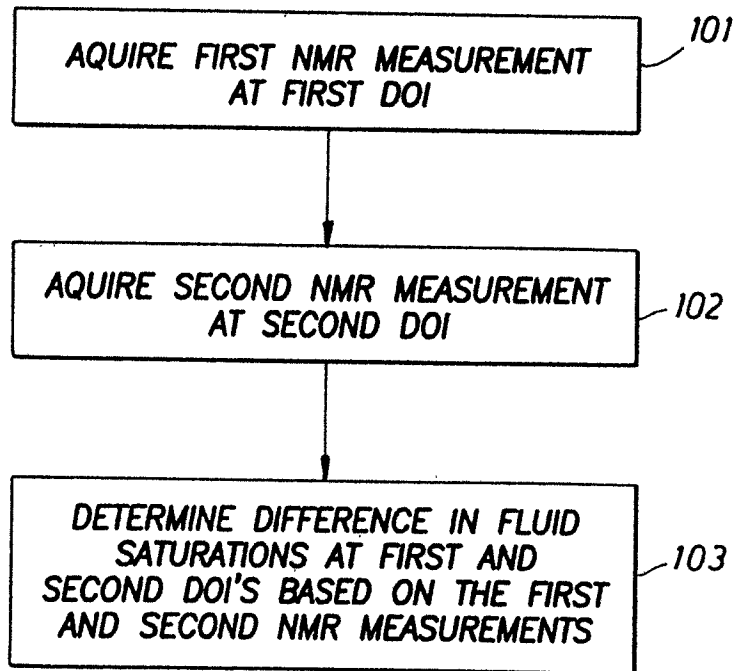 AQUIRE FIRST NMR MEASUREMENT
AT FIRST DOI
101
AQUIRE SECOND NMR MEASUREMENT
AT SECOND DOI
102
DETERMINE DIFFERENCE IN FLUID
SATURATIONS AT FIRST AND
SECOND DOI'S BASED ON THE FIRST
AND SECOND NMR MEASUREMENTS
103